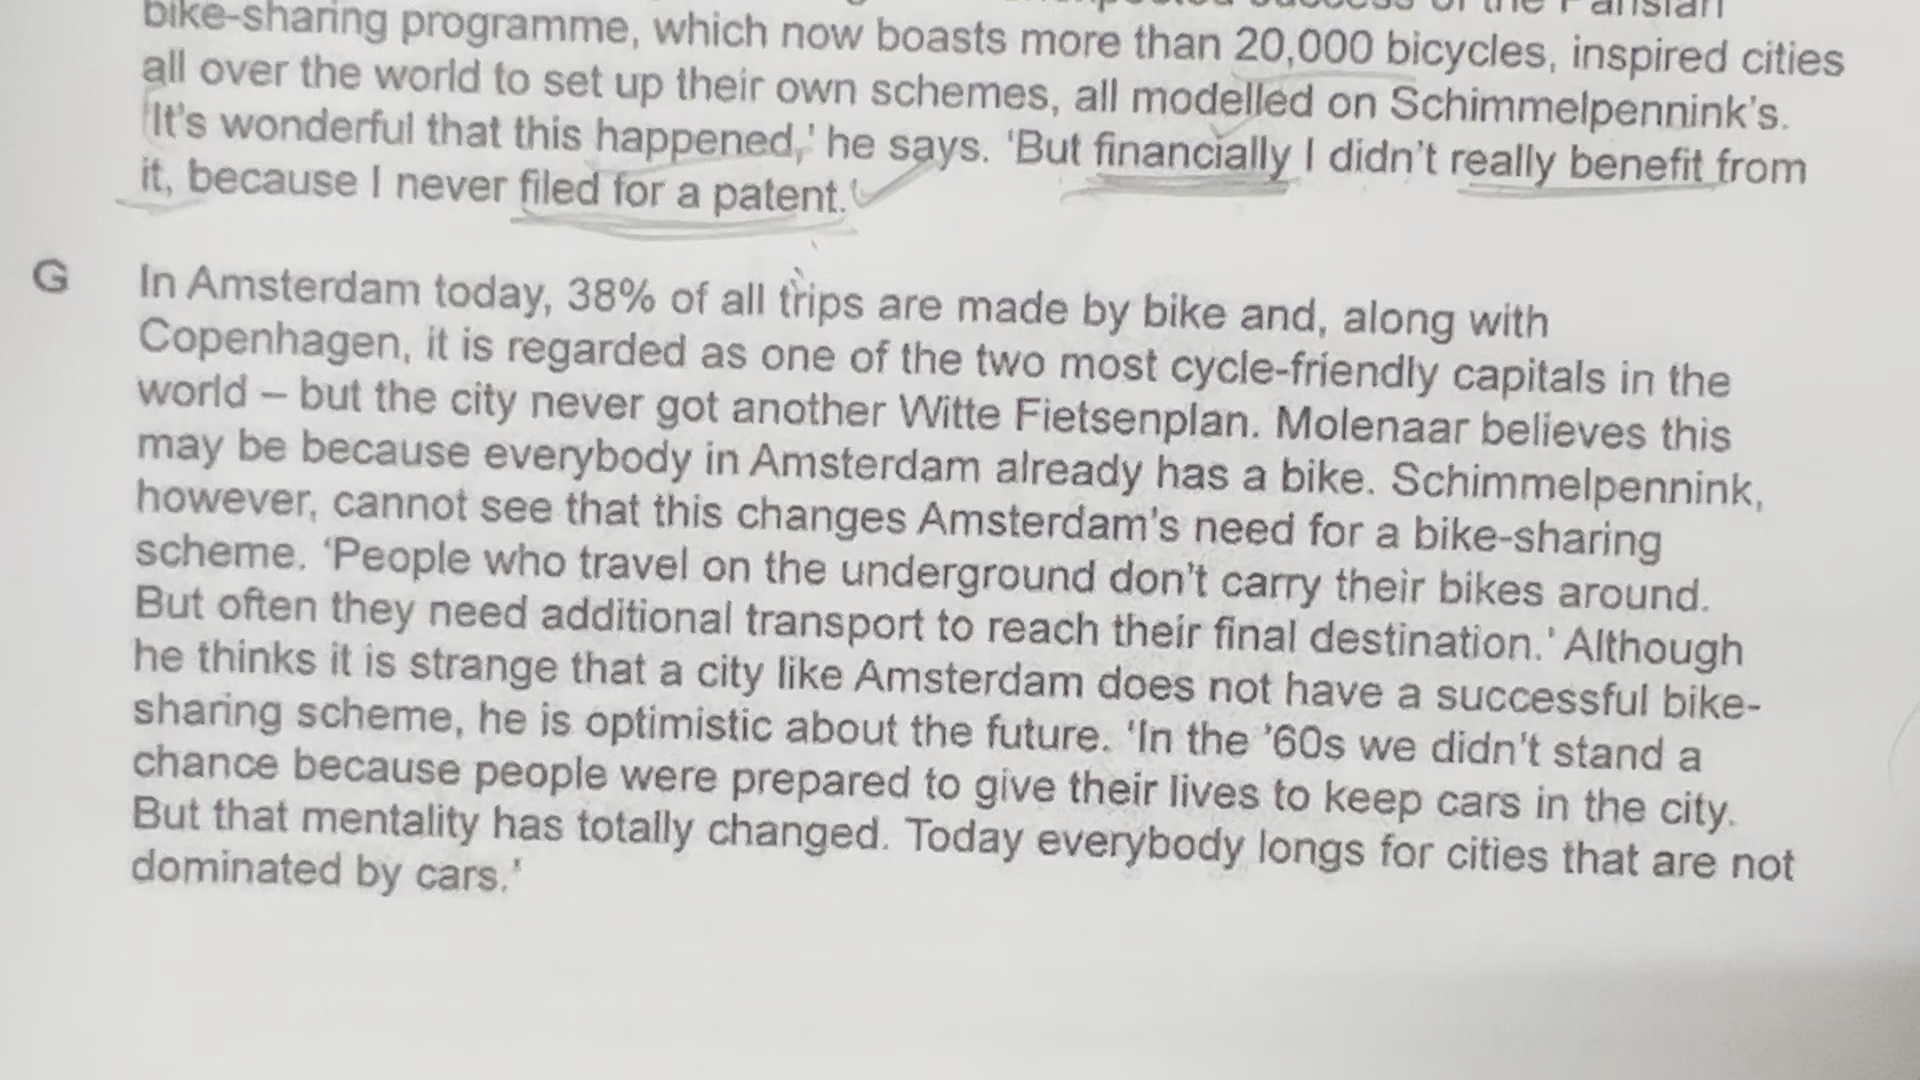 Parisian
bike-sharing programme, which now boasts more than 20,000 bicycles, inspired cities
all over the world to set up their own schemes, all modelled on Schimmelpennink's.
'It's wonderful that this happened,' he says. 'But financially I didn't really benefit from
it, because I never filed for a patent.'
G In Amsterdam today, 38% of all trips are made by bike and, along with
Copenhagen, it is regarded as one of the two most cycle-friendly capitals in the
world – but the city never got another Witte Fietsenplan. Molenaar believes this
may be because everybody in Amsterdam already has a bike. Schimmelpennink,
however, cannot see that this changes Amsterdam's need for a bike-sharing
scheme. 'People who travel on the underground don't carry their bikes around.
But often they need additional transport to reach their final destination.' Although
he thinks it is strange that a city like Amsterdam does not have a successful bike-
sharing scheme, he is optimistic about the future. 'In the '60s we didn't stand a
chance because people were prepared to give their lives to keep cars in the city.
But that mentality has totally changed. Today everybody longs for cities that are not
dominated by cars.'